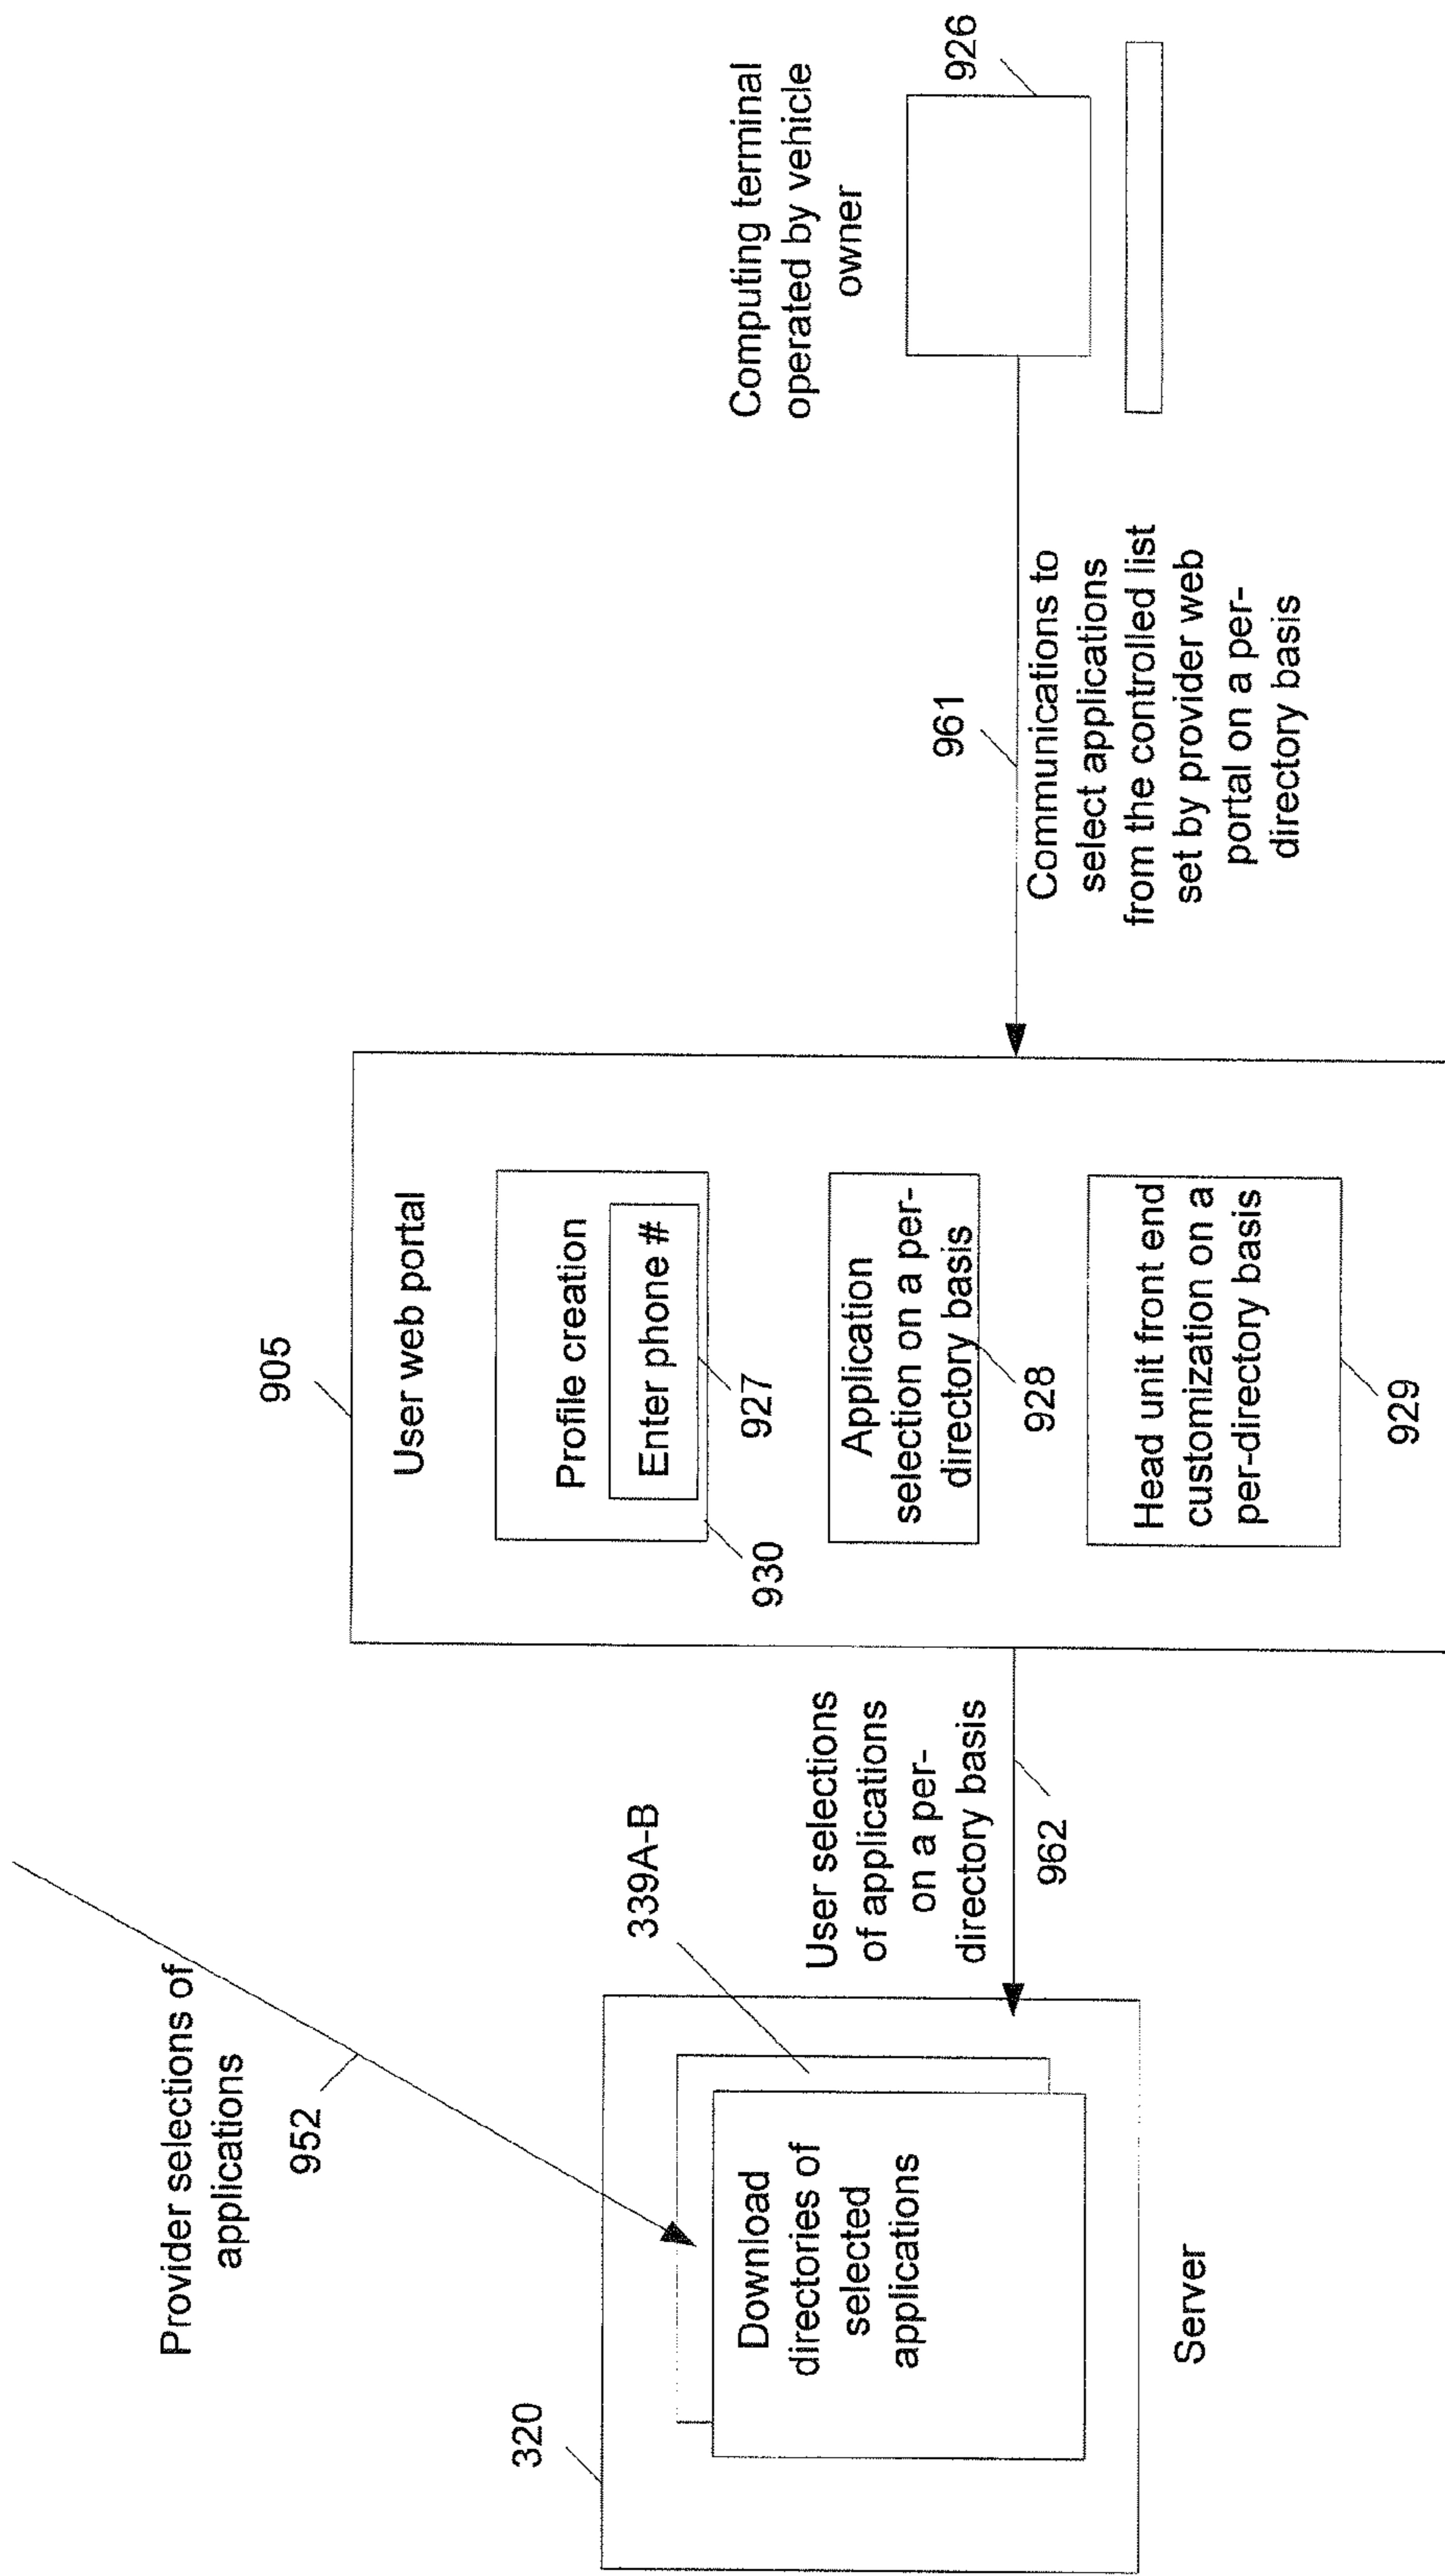 Provider selections of
applications
952
320
Download
directories of
selected
applications
Server
339A-B
User selections
of applications
on a per-
directory basis
962
905
User web portal
Profile creation
Enter phone #
927
930
Application
selection on a per-
directory basis
928
Head unit front end
customization on a
per-directory basis
929
961
Communications to
select applications
from the controlled list
set by provider web
portal on a per-
directory basis
Computing terminal
operated by vehicle
owner
926